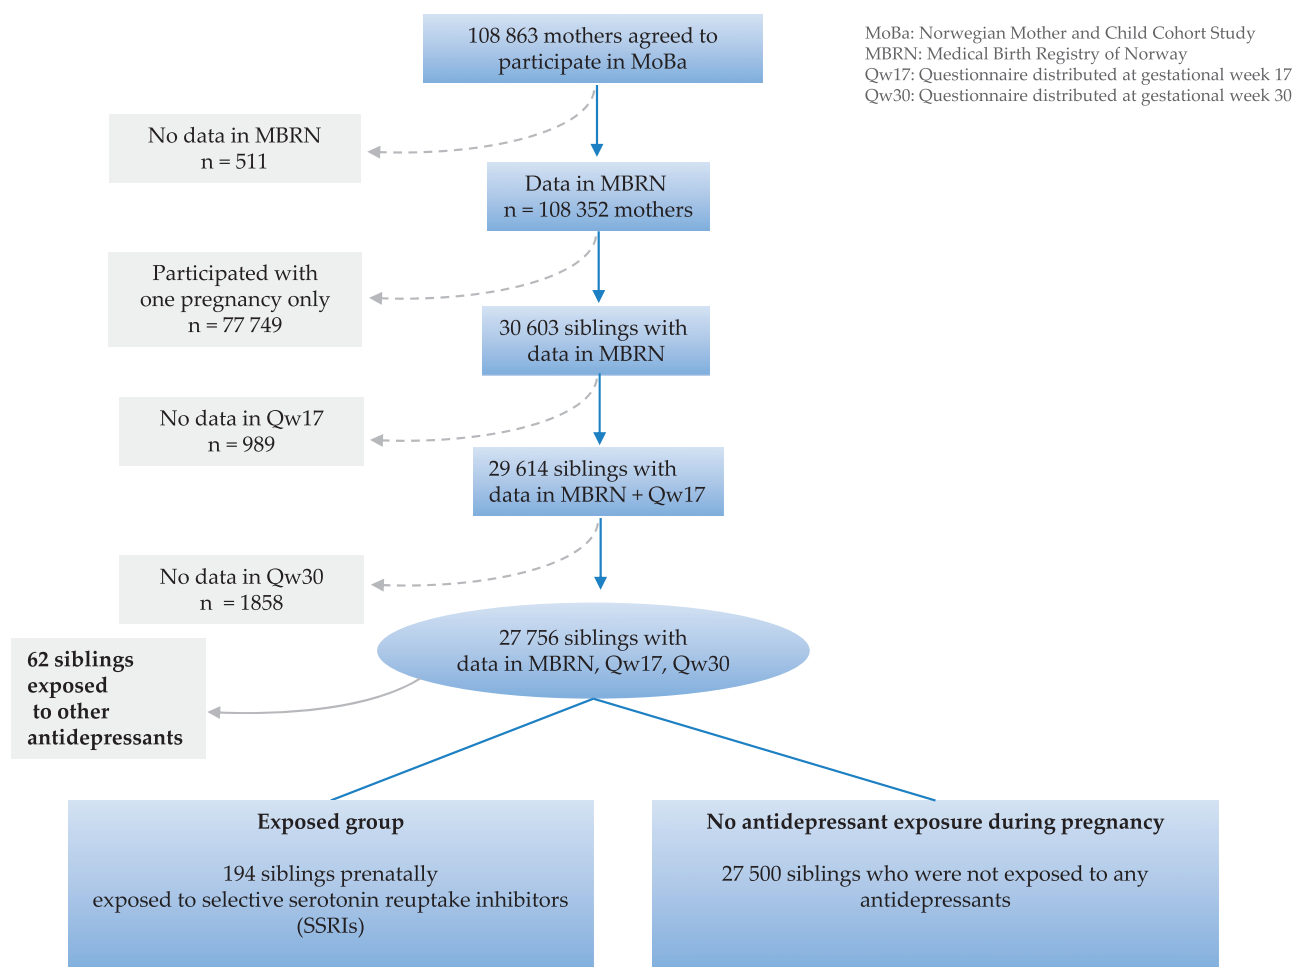 108 863 mothers agreed to
participate in MoBa
MoBa: Norwegian Mother and Child Cohort Study
MBRN: Medical Birth Registry of Norway
Qw17: Questionnaire distributed at gestational week 17
Qw30: Questionnaire distributed at gestational week 30
No data in MBRN
n = 511
Data in MBRN
n = 108 352 mothers
Participated with
one pregnancy only
n = 77 749
30 603 siblings with
data in MBRN
No data in Qw17
n = 989
29 614 siblings with
data in MBRN + Qw17
No data in Qw30
n = 1858
27 756 siblings with
data in MBRN, Qw17, Qw30
62 siblings
exposed
to other
antidepressants
Exposed group
194 siblings prenatally
exposed to selective serotonin reuptake inhibitors
(SSRIs)
No antidepressant exposure during pregnancy
27 500 siblings who were not exposed to any
antidepressants